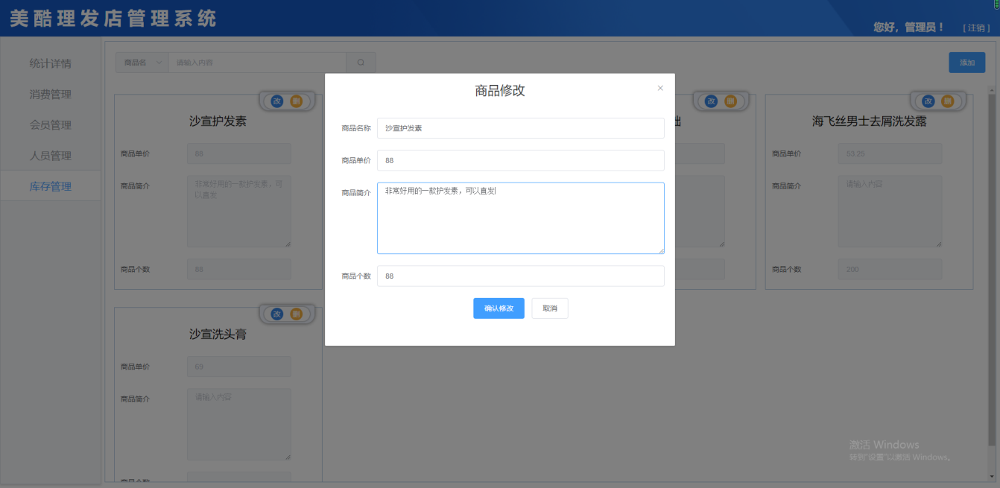 美酷理发店管理系统
您好，管理员！
[ 注销 ]
统计详情
消费管理
会员管理
人员管理
库存管理
商品名
请输入内容
添加
改 删
沙宣护发素
商品单价
88
商品简介
非常好用的一款护发素，可
以直发
商品个数
88
改 删
沙宣洗头膏
商品单价
69
商品简介
请输入内容
商品个数
商品修改
×
商品名称
沙宣护发素
商品单价
88
商品简介
非常好用的一款护发素，可以直发
商品个数
88
确认修改
取消
改 删
改 删
海飞丝男士去屑洗发露
商品单价
53.25
商品简介
请输入内容
商品个数
200
激活 Windows
转到"设置"以激活 Windows。